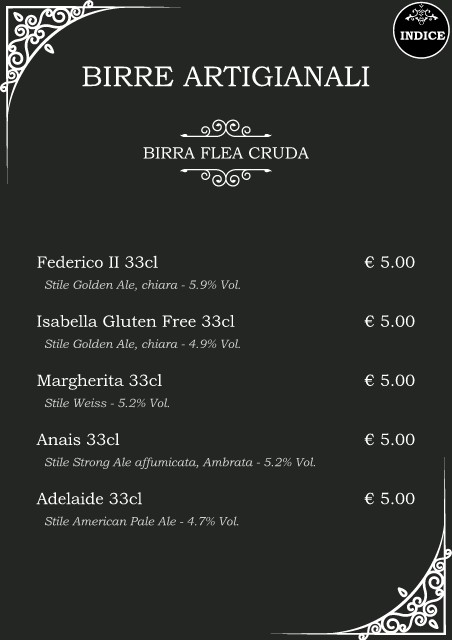 INDICE
BIRRE ARTIGIANALI
BIRRA FLEA CRUDA
Federico II 33cl € 5.00
Stile Golden Ale, chiara - 5.9% Vol.
Isabella Gluten Free 33cl € 5.00
Stile Golden Ale, chiara - 4.9% Vol.
Margherita 33cl € 5.00
Stile Weiss - 5.2% Vol.
Anais 33cl € 5.00
Stile Strong Ale affumicata, Ambrata - 5.2% Vol.
Adelaide 33cl € 5.00
Stile American Pale Ale - 4.7% Vol.